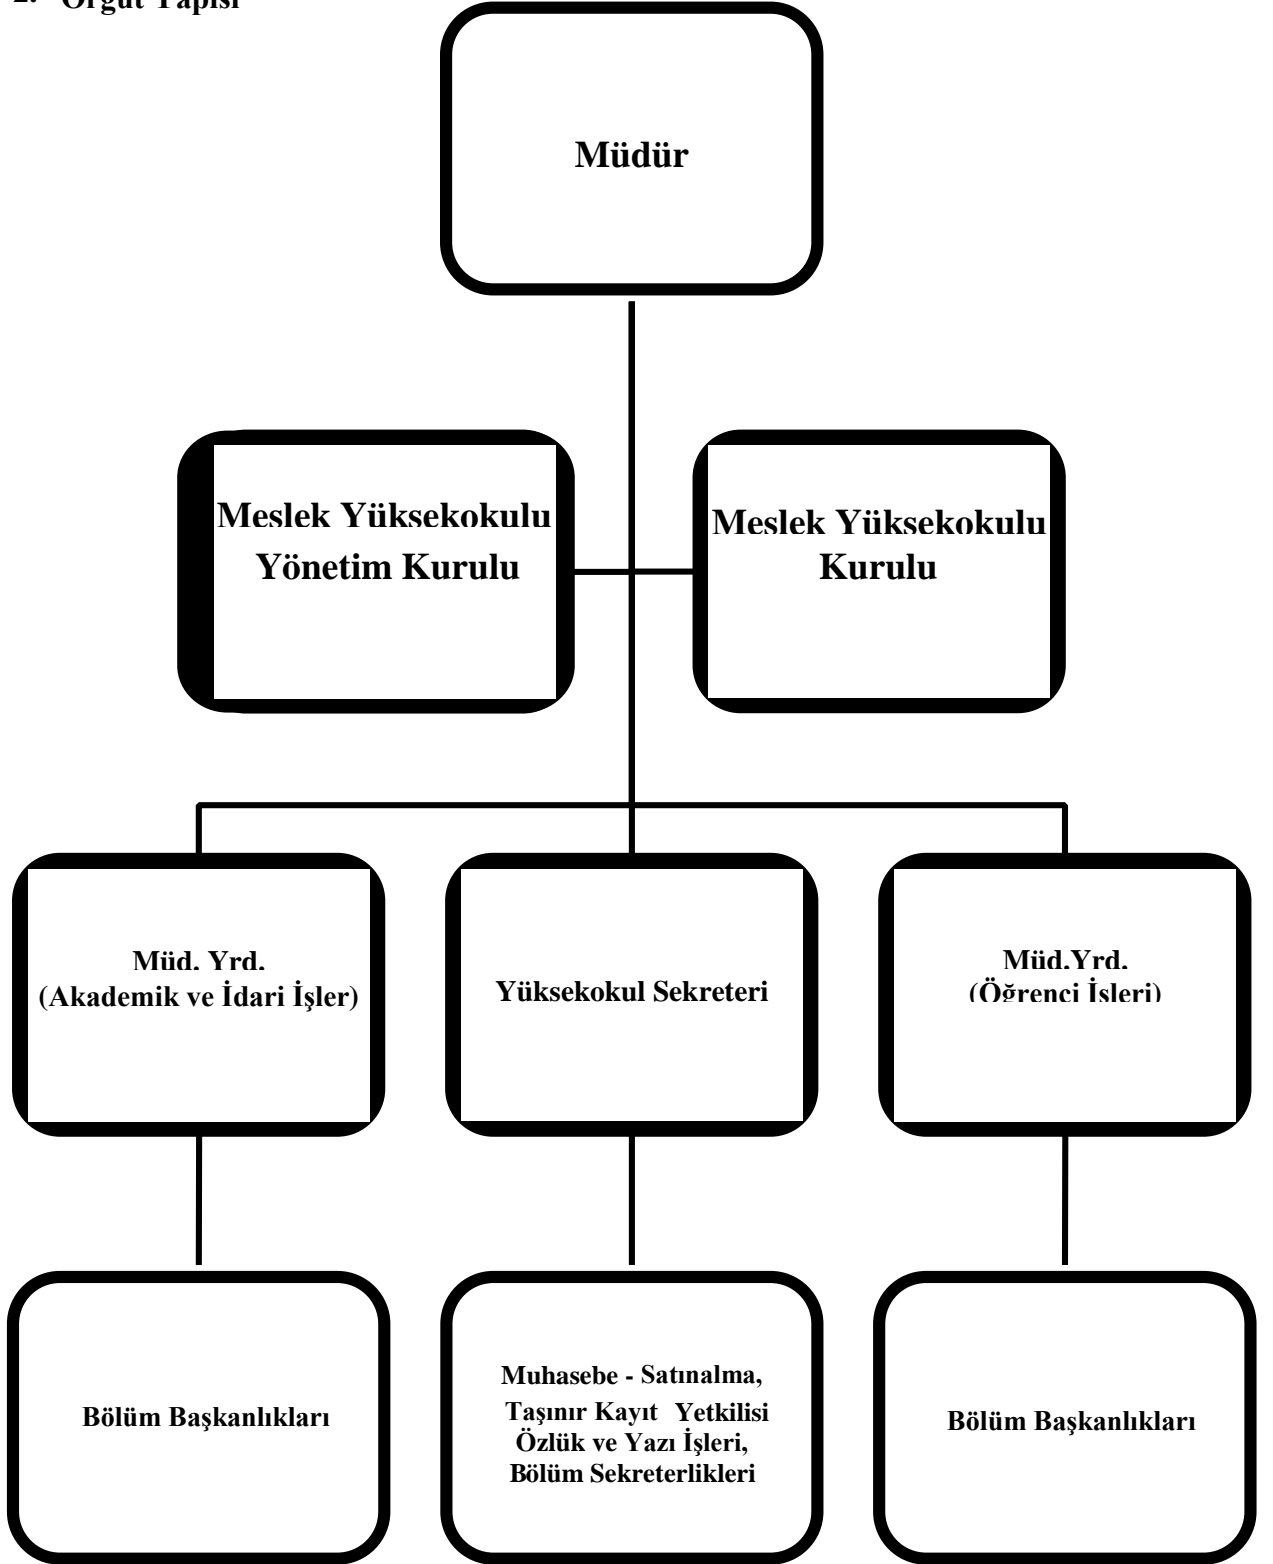 2. Örgüt Yapısı
Müdür
Meslek Yüksekokulu
Yönetim Kurulu
Meslek Yüksekokulu
Kurulu
Müd. Yrd.
(Akademik ve İdari İşler)
Yüksekokul Sekreteri
Müd.Yrd.
(Öğrenci İşleri)
Bölüm Başkanlıkları
Muhasebe - Satınalma,
Taşınır Kayıt Yetkilisi
Özlük ve Yazı İşleri,
Bölüm Sekreterlikleri
Bölüm Başkanlıkları